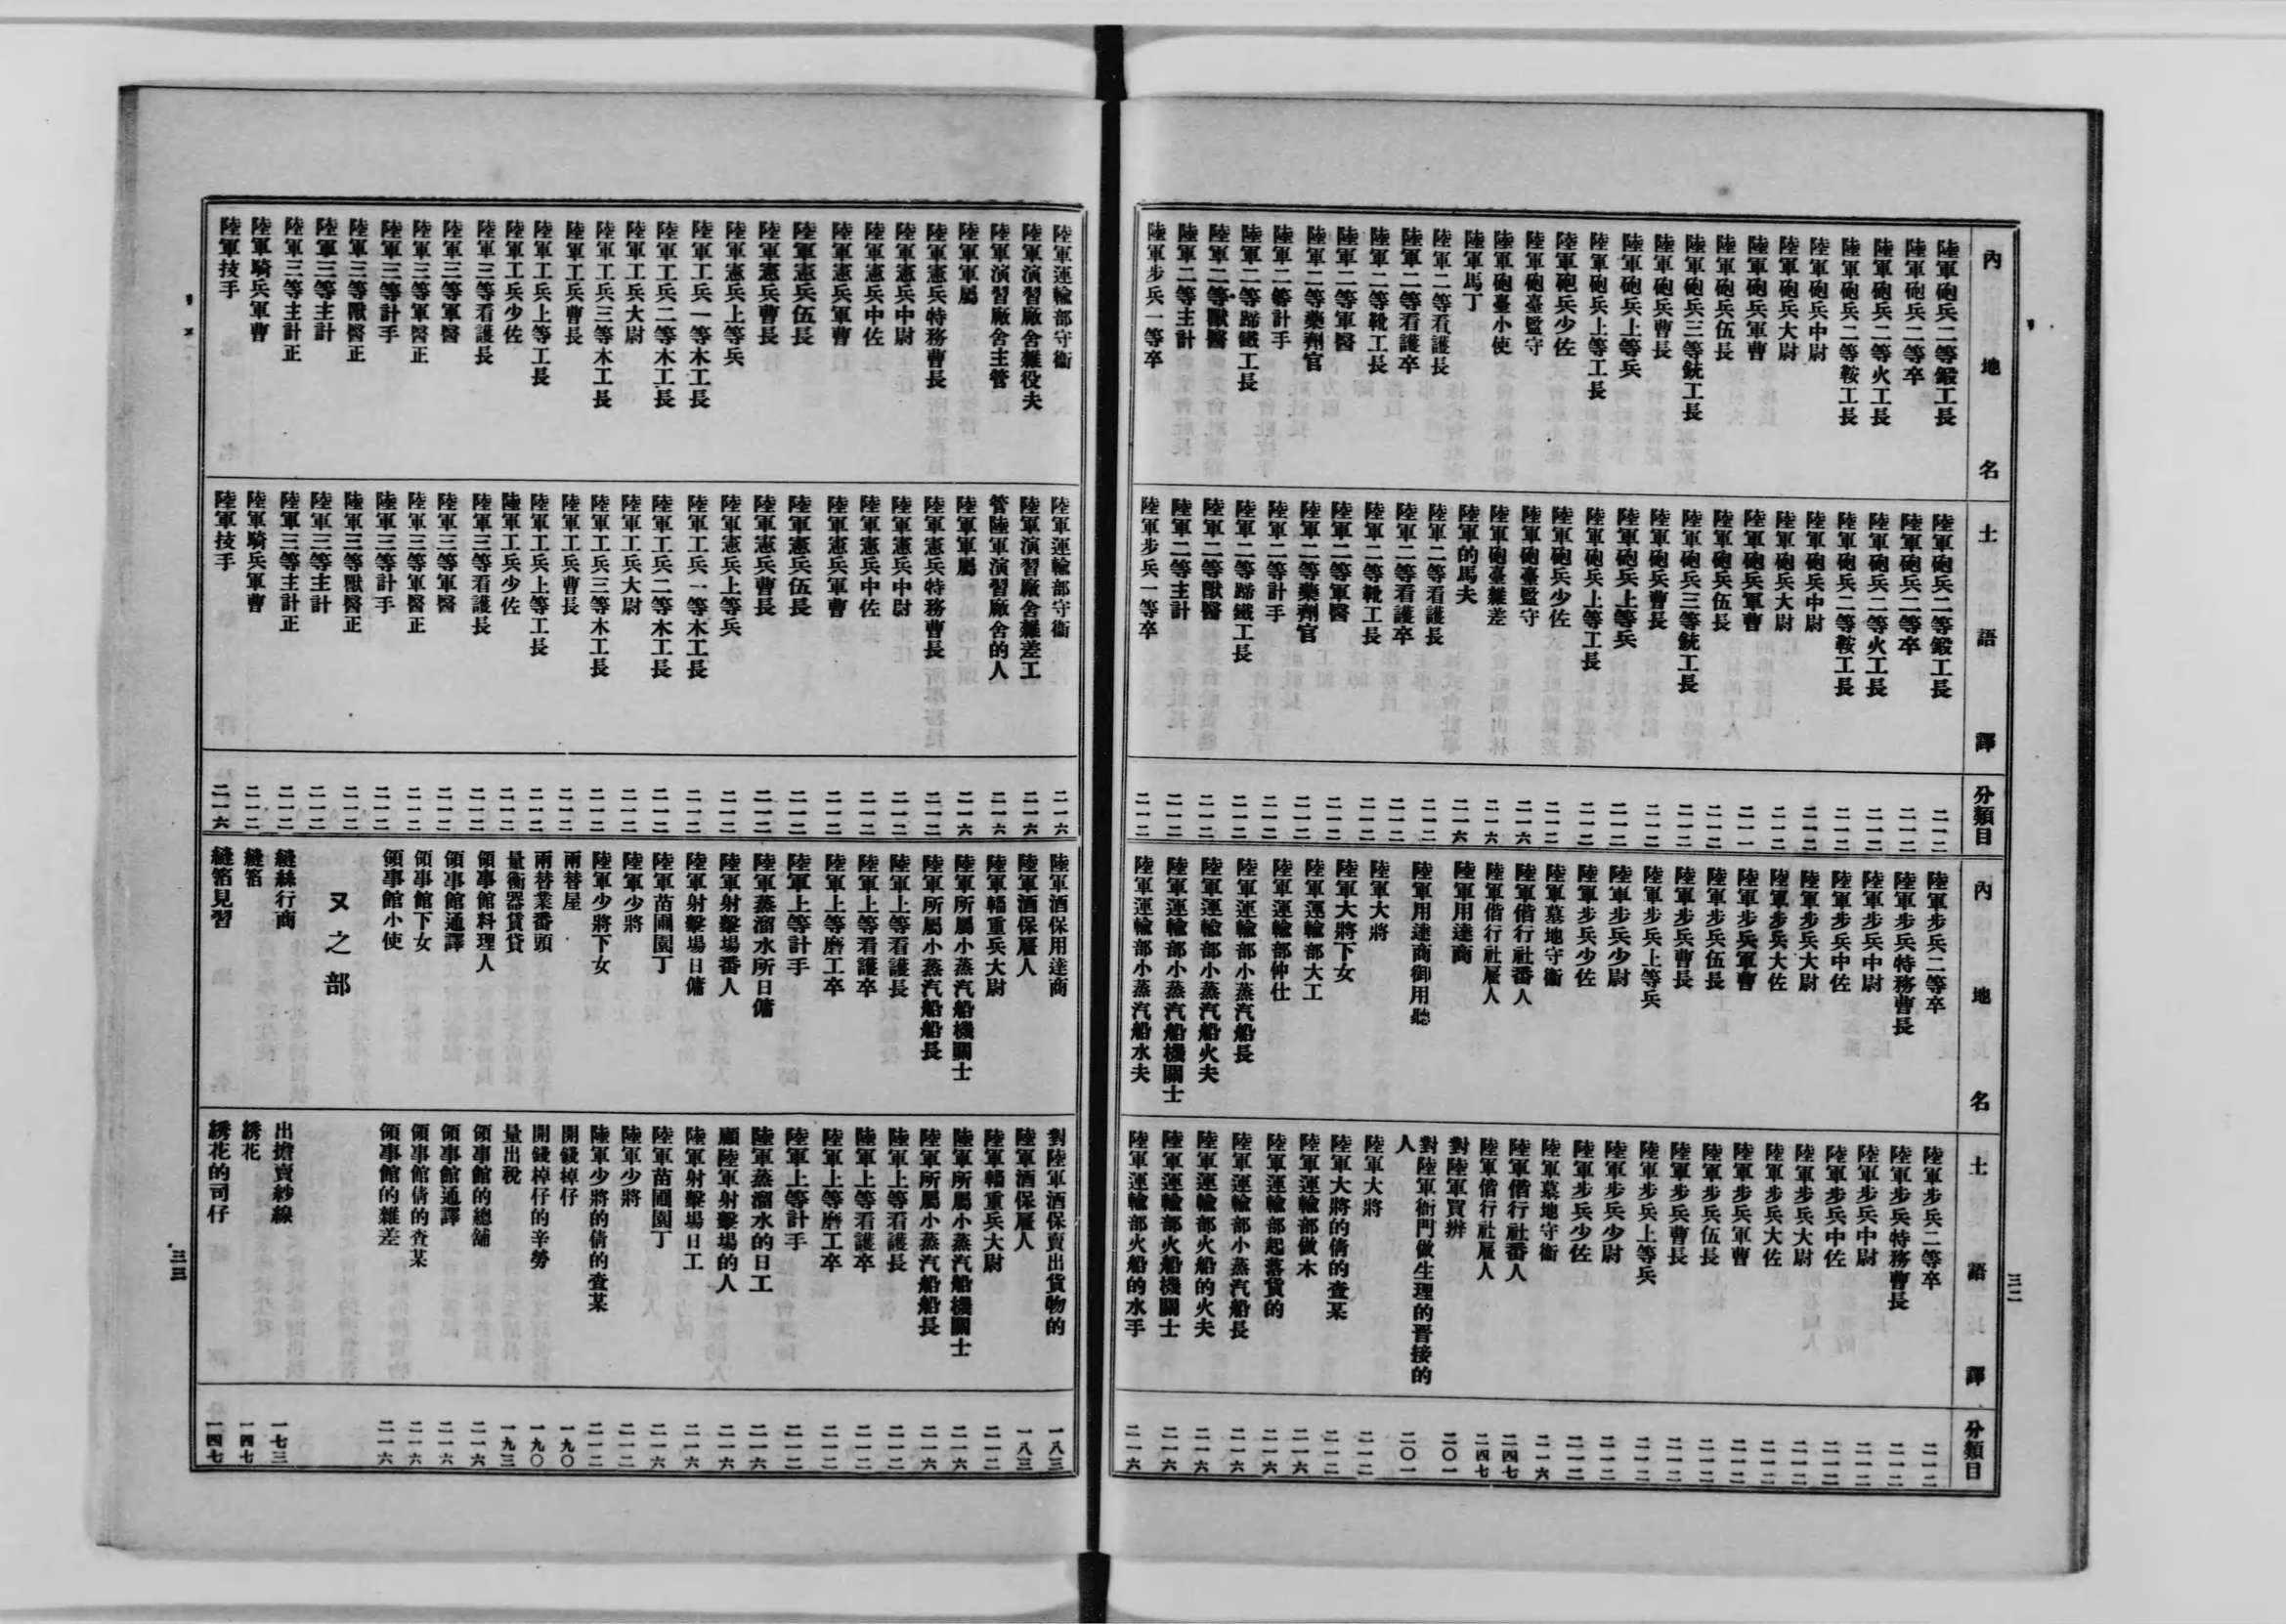 內地名 土語譯 分類目
陸軍砲兵二等鍛工長 陸軍砲兵二等鍛工長 二一二
陸軍砲兵二等卒 陸軍砲兵二等卒 二一二
陸軍砲兵二等火工長 陸軍砲兵二等火工長 二一二
陸軍砲兵二等鞍工長 陸軍砲兵二等鞍工長 二一二
陸軍砲兵中尉 陸軍砲兵中尉 二一二
陸軍砲兵大尉 陸軍砲兵大尉 二一二
陸軍砲兵軍曹 陸軍砲兵軍曹 二一一
陸軍砲兵伍長 陸軍砲兵伍長 二一二
陸軍砲兵三等銃工長 陸軍砲兵三等銃工長 二一二
陸軍砲兵曹長 陸軍砲兵曹長 二一二
陸軍砲兵上等兵 陸軍砲兵上等兵 二一二
陸軍砲兵上等工長 陸軍砲兵上等工長 二一二
陸軍砲兵少佐 陸軍砲兵少佐 二一二
陸軍砲臺監守 陸軍砲臺監守 二一六
陸軍砲臺小使 陸軍砲臺雜差 二一六
陸軍馬丁 陸軍的馬夫 二一六
陸軍二等看護長 陸軍二等看護長 二一二
陸軍二等看護卒 陸軍二等看護卒 二一二
陸軍二等靴工長 陸軍二等靴工長 二一二
陸軍二等軍醫 陸軍二等軍醫 二一二
陸軍二等藥劑官 陸軍二等藥劑官 二一二
陸軍二等計手 陸軍二等計手 二一二
陸軍二等蹄鐵工長 陸軍二等蹄鐵工長 二一二
陸軍二等獸醫 陸軍二等獸醫 二一二
陸軍二等主計 陸軍二等主計 二一二
陸軍步兵一等卒 陸軍步兵一等卒 二一二
內地名 土語譯 分類目
陸軍步兵二等卒 陸軍步兵二等卒 二一二
陸軍步兵特務曹長 陸軍步兵特務曹長 二一二
陸軍步兵中尉 陸軍步兵中尉 二一二
陸軍步兵中佐 陸軍步兵中佐 二一二
陸軍步兵大尉 陸軍步兵大尉 二一二
陸軍步兵大佐 陸軍步兵大佐 二一二
陸軍步兵軍曹 陸軍步兵軍曹 二一二
陸軍步兵伍長 陸軍步兵伍長 二一二
陸軍步兵曹長 陸軍步兵曹長 二一二
陸軍步兵上等兵 陸軍步兵上等兵 二一二
陸軍步兵少尉 陸軍步兵少尉 二一二
陸軍步兵少佐 陸軍步兵少佐 二一二
陸軍墓地守衞 陸軍墓地守衞 二一六
陸軍偕行社番人 陸軍偕行社番人 二四七
陸軍偕行社雇人 陸軍偕行社雇人 二四七
陸軍用達商 對陸軍買辨 二〇一
陸軍用達商御用聽 對陸軍衙門做生理的晋接的人 二〇一
陸軍大將 陸軍大將 二一二
陸軍大將下女 陸軍大將的倩的查某 二一二
陸軍運輸部大工 陸軍運輸部做木 二一六
陸軍運輸部仲仕 陸軍運輸部起落貨的 二一六
陸軍運輸部小蒸汽船長 陸軍運輸部小蒸汽船長 二一六
陸軍運輸部小蒸汽船火夫 陸軍運輸部火船的火夫 二一六
陸軍運輸部小蒸汽船機關士 陸軍運輸部火船機關士 二一六
陸軍運輸部小蒸汽船水夫 陸軍運輸部火船的水手 二一六
三二
陸軍運輸部守衞 陸軍運輸部守衞 二一六
陸軍演習廠舍雜役夫 陸軍演習廠舍雜差工 二一六
陸軍演習廠舍主管 管陸軍演習廠舍的人 二一六
陸軍軍屬 陸軍軍屬 二一六
陸軍憲兵特務曹長 陸軍憲兵特務曹長 二一二
陸軍憲兵中尉 陸軍憲兵中尉 二一二
陸軍憲兵中佐 陸軍憲兵中佐 二一二
陸軍憲兵軍曹 陸軍憲兵軍曹 二一二
陸軍憲兵伍長 陸軍憲兵伍長 二一二
陸軍憲兵曹長 陸軍憲兵曹長 二一二
陸軍憲兵上等兵 陸軍憲兵上等兵 二一二
陸軍工兵一等木工長 陸軍工兵一等木工長 二一二
陸軍工兵二等木工長 陸軍工兵二等木工長 二一二
陸軍工兵大尉 陸軍工兵大尉 二一二
陸軍工兵三等木工長 陸軍工兵三等木工長 二一二
陸軍工兵曹長 陸軍工兵曹長 二一二
陸軍工兵上等工長 陸軍工兵上等工長 二一二
陸軍工兵少佐 陸軍工兵少佐 二一二
陸軍三等看護長 陸軍三等看護長 二一二
陸軍三等軍醫 陸軍三等軍醫 二一二
陸軍三等軍醫正 陸軍三等軍醫正 二一二
陸軍三等計手 陸軍三等計手 二一二
陸軍三等獸醫正 陸軍三等獸醫正 二一二
陸軍三等主計 陸軍三等主計 二一二
陸軍三等主計正 陸軍三等主計正 二一二
陸軍騎兵軍曹 陸軍騎兵軍曹 二一二
陸軍技手 陸軍技手 二一六
陸軍酒保用達商 對陸軍酒保賣出貨物的 一八三
陸軍酒保雇人 陸軍酒保雇人 一八三
陸軍輜重兵大尉 陸軍輜重兵大尉 二一二
陸軍所屬小蒸汽船機關士 陸軍所屬小蒸汽船機關士 二一六
陸軍所屬小蒸汽船船長 陸軍所屬小蒸汽船船長 二一六
陸軍上等看護長 陸軍上等看護長 二一二
陸軍上等看護卒 陸軍上等看護卒 二一二
陸軍上等磨工卒 陸軍上等磨工卒 二一二
陸軍上等計手 陸軍上等計手 二一二
陸軍蒸溜水所日傭 陸軍蒸溜水的日工 二一六
陸軍射擊場番人 顧陸軍射擊場的人 二一六
陸軍射擊場日傭 陸軍射擊場日工 二一六
陸軍苗圃園丁 陸軍苗圃園丁 二一六
陸軍少將 陸軍少將 二一二
陸軍少將下女 陸軍少將的倩的查某 二一二
兩替屋 開錢棹仔 一九〇
兩替業番頭 開錢棹仔的辛勞 一九〇
量衡器賃貸 量出稅 一九三
領事館料理人 領事館的總舖 二一六
領事館通譯 領事館通譯 二一六
領事館下女 領事館倩的查某 二一六
領事館小使 領事館的雜差 二一六
ヌ之部
縫絲行商 出擔賣紗線 一七三
縫箔 綉花 一四七
縫箔見習 綉花的司仔 一四七
三三